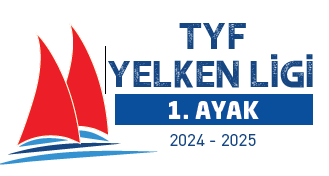 TYF
YELKEN LİGİ
1. AYAK
2024 - 2025